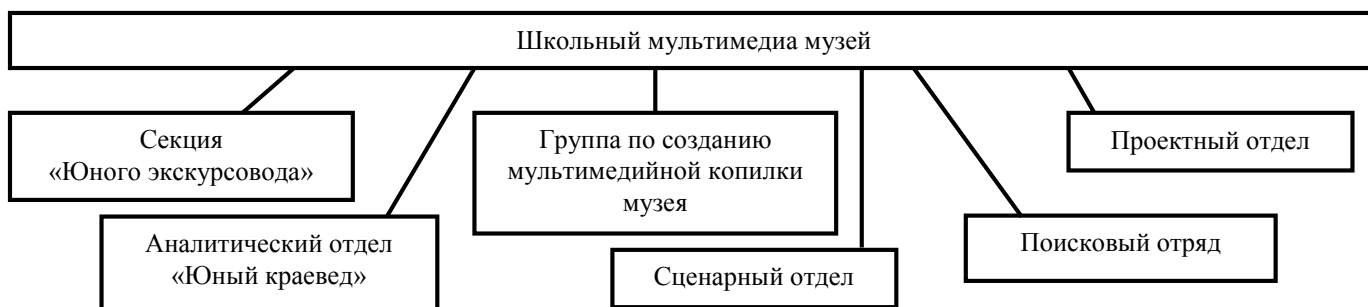 Школьный мультимедиа музей
Секция
«Юного экскурсовода»
Аналитический отдел
«Юный краевед»
Группа по созданию
мультимедийной копилки
музея
Сценарный отдел
Поисковый отряд
Проектный отдел